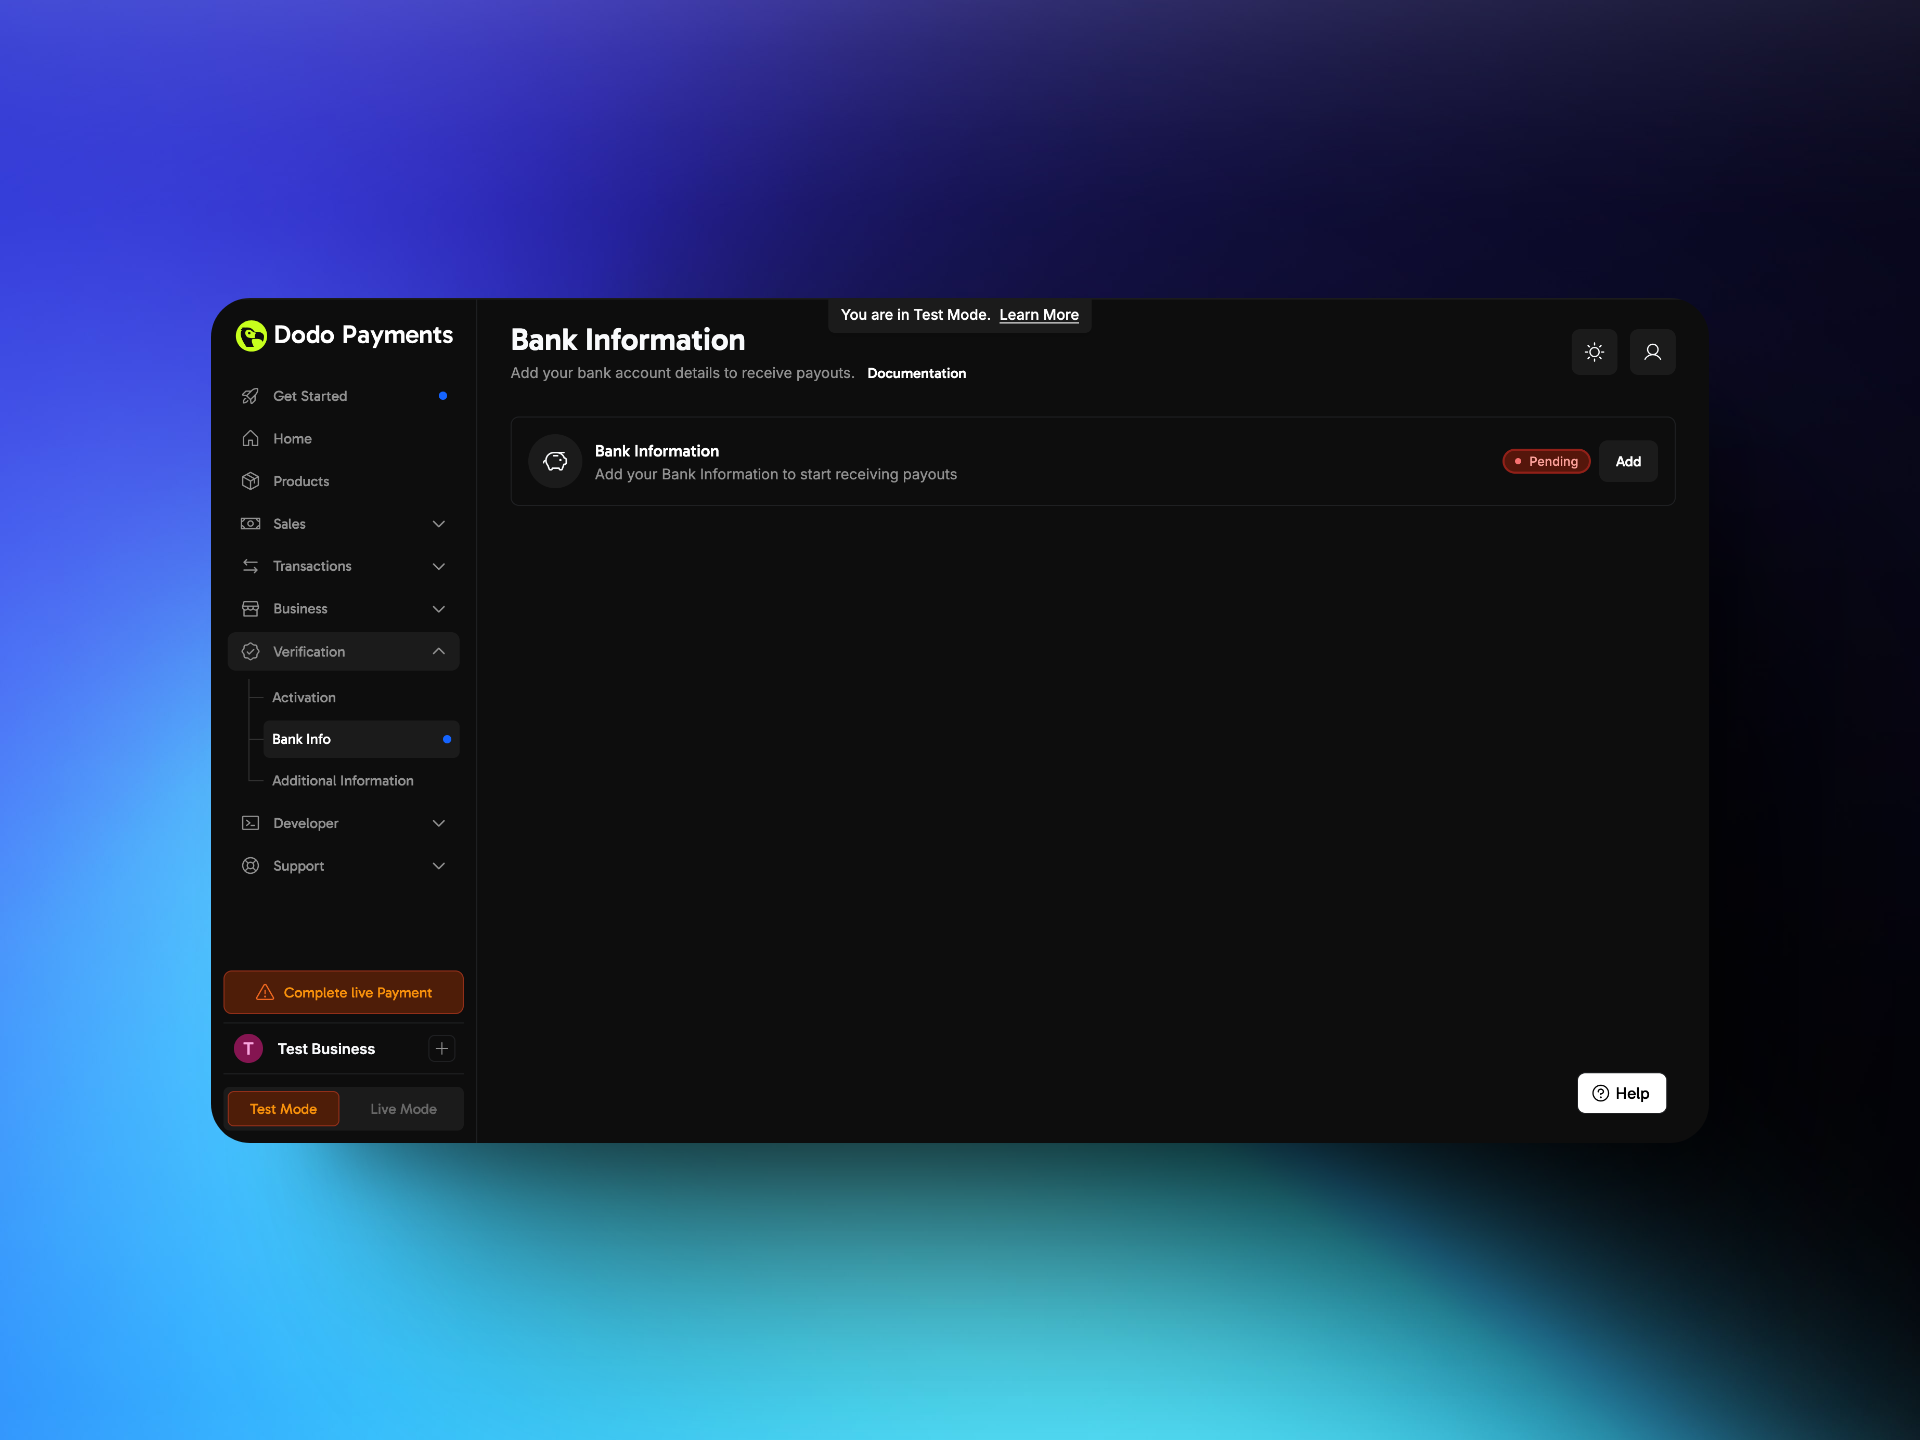 Dodo Payments
Get Started
Home
Products
Sales
Transactions
Business
Verification
Activation
Bank Info
Additional Information
Developer
Support
Complete live Payment
T
Test Business
Test Mode
Live Mode
You are in Test Mode. Learn More
Bank Information
Add your bank account details to receive payouts. Documentation
Bank Information
Add your Bank Information to start receiving payouts
Pending
Add
Help